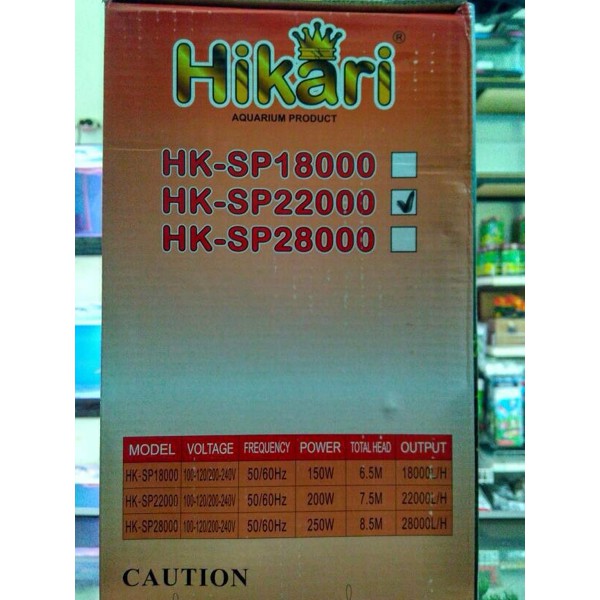 Hikari®
AQUARIUM PRODUCT
HK-SP18000
HK-SP22000
HK-SP28000
MODEL VOLTAGE FREQUENCY POWER TOTAL HEAD OUTPUT
HK-SP18000 100-120/200-240V 50/60Hz 150W 6.5M 18000L/H
HK-SP22000 100-120/200-240V 50/60Hz 200W 7.5M 22000L/H
HK-SP28000 100-120/200-240V 50/60Hz 250W 8.5M 28000L/H
CAUTION